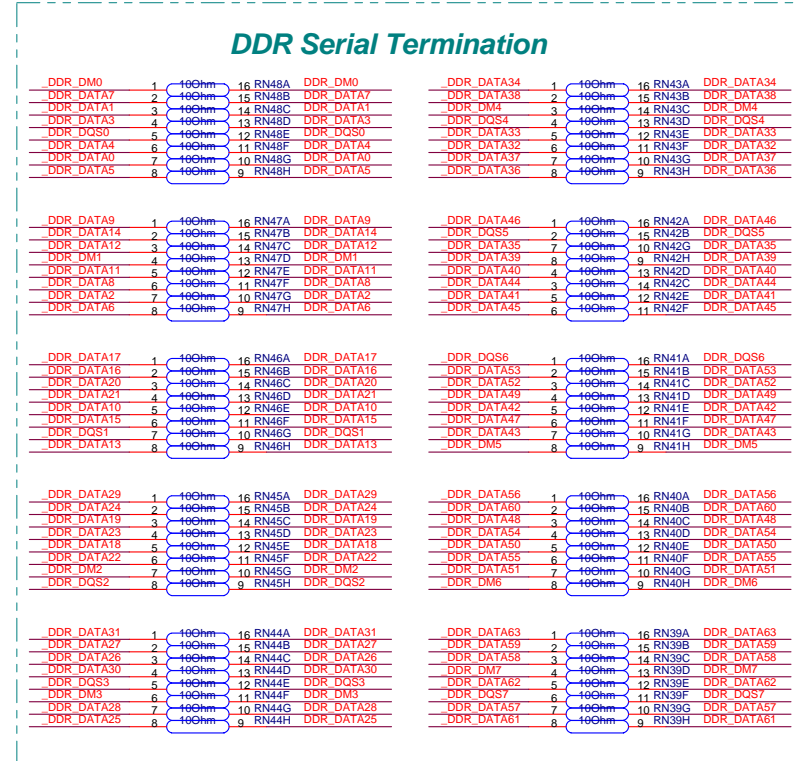 DDR Serial Termination
_DDR_DM0 1 10Ohm 16 RN48A DDR_DM0
_DDR_DATA7 2 10Ohm 15 RN48B DDR_DATA7
_DDR_DATA1 3 10Ohm 14 RN48C DDR_DATA1
_DDR_DATA3 4 10Ohm 13 RN48D DDR_DATA3
_DDR_DQS0 5 10Ohm 12 RN48E DDR_DQS0
_DDR_DATA4 6 10Ohm 11 RN48F DDR_DATA4
_DDR_DATA0 7 10Ohm 10 RN48G DDR_DATA0
_DDR_DATA5 8 10Ohm 9 RN48H DDR_DATA5
_DDR_DATA34 1 10Ohm 16 RN43A DDR_DATA34
_DDR_DATA38 2 10Ohm 15 RN43B DDR_DATA38
_DDR_DM4 3 10Ohm 14 RN43C DDR_DM4
_DDR_DQS4 4 10Ohm 13 RN43D DDR_DQS4
_DDR_DATA33 5 10Ohm 12 RN43E DDR_DATA33
_DDR_DATA32 6 10Ohm 11 RN43F DDR_DATA32
_DDR_DATA37 7 10Ohm 10 RN43G DDR_DATA37
_DDR_DATA36 8 10Ohm 9 RN43H DDR_DATA36
_DDR_DATA9 1 10Ohm 16 RN47A DDR_DATA9
_DDR_DATA14 2 10Ohm 15 RN47B DDR_DATA14
_DDR_DATA12 3 10Ohm 14 RN47C DDR_DATA12
_DDR_DM1 4 10Ohm 13 RN47D DDR_DM1
_DDR_DATA11 5 10Ohm 12 RN47E DDR_DATA11
_DDR_DATA8 6 10Ohm 11 RN47F DDR_DATA8
_DDR_DATA2 7 10Ohm 10 RN47G DDR_DATA2
_DDR_DATA6 8 10Ohm 9 RN47H DDR_DATA6
_DDR_DATA46 1 10Ohm 16 RN42A DDR_DATA46
_DDR_DQS5 2 10Ohm 15 RN42B DDR_DQS5
_DDR_DATA35 7 10Ohm 10 RN42G DDR_DATA35
_DDR_DATA39 8 10Ohm 9 RN42H DDR_DATA39
_DDR_DATA40 4 10Ohm 13 RN42D DDR_DATA40
_DDR_DATA44 3 10Ohm 14 RN42C DDR_DATA44
_DDR_DATA41 5 10Ohm 12 RN42E DDR_DATA41
_DDR_DATA45 6 10Ohm 11 RN42F DDR_DATA45
_DDR_DATA17 1 10Ohm 16 RN46A DDR_DATA17
_DDR_DATA16 2 10Ohm 15 RN46B DDR_DATA16
_DDR_DATA20 3 10Ohm 14 RN46C DDR_DATA20
_DDR_DATA21 4 10Ohm 13 RN46D DDR_DATA21
_DDR_DATA10 5 10Ohm 12 RN46E DDR_DATA10
_DDR_DATA15 6 10Ohm 11 RN46F DDR_DATA15
_DDR_DQS1 7 10Ohm 10 RN46G DDR_DQS1
_DDR_DATA13 8 10Ohm 9 RN46H DDR_DATA13
_DDR_DQS6 1 10Ohm 16 RN41A DDR_DQS6
_DDR_DATA53 2 10Ohm 15 RN41B DDR_DATA53
_DDR_DATA52 3 10Ohm 14 RN41C DDR_DATA52
_DDR_DATA49 4 10Ohm 13 RN41D DDR_DATA49
_DDR_DATA42 5 10Ohm 12 RN41E DDR_DATA42
_DDR_DATA47 6 10Ohm 11 RN41F DDR_DATA47
_DDR_DATA43 7 10Ohm 10 RN41G DDR_DATA43
_DDR_DM5 8 10Ohm 9 RN41H DDR_DM5
_DDR_DATA29 1 10Ohm 16 RN45A DDR_DATA29
_DDR_DATA24 2 10Ohm 15 RN45B DDR_DATA24
_DDR_DATA19 3 10Ohm 14 RN45C DDR_DATA19
_DDR_DATA23 4 10Ohm 13 RN45D DDR_DATA23
_DDR_DATA18 5 10Ohm 12 RN45E DDR_DATA18
_DDR_DATA22 6 10Ohm 11 RN45F DDR_DATA22
_DDR_DM2 7 10Ohm 10 RN45G DDR_DM2
_DDR_DQS2 8 10Ohm 9 RN45H DDR_DQS2
_DDR_DATA56 1 10Ohm 16 RN40A DDR_DATA56
_DDR_DATA60 2 10Ohm 15 RN40B DDR_DATA60
_DDR_DATA48 3 10Ohm 14 RN40C DDR_DATA48
_DDR_DATA54 4 10Ohm 13 RN40D DDR_DATA54
_DDR_DATA50 5 10Ohm 12 RN40E DDR_DATA50
_DDR_DATA55 6 10Ohm 11 RN40F DDR_DATA55
_DDR_DATA51 7 10Ohm 10 RN40G DDR_DATA51
_DDR_DM6 8 10Ohm 9 RN40H DDR_DM6
_DDR_DATA31 1 10Ohm 16 RN44A DDR_DATA31
_DDR_DATA27 2 10Ohm 15 RN44B DDR_DATA27
_DDR_DATA26 3 10Ohm 14 RN44C DDR_DATA26
_DDR_DATA30 4 10Ohm 13 RN44D DDR_DATA30
_DDR_DQS3 5 10Ohm 12 RN44E DDR_DQS3
_DDR_DM3 6 10Ohm 11 RN44F DDR_DM3
_DDR_DATA28 7 10Ohm 10 RN44G DDR_DATA28
_DDR_DATA25 8 10Ohm 9 RN44H DDR_DATA25
_DDR_DATA63 1 10Ohm 16 RN39A DDR_DATA63
_DDR_DATA59 2 10Ohm 15 RN39B DDR_DATA59
_DDR_DATA58 3 10Ohm 14 RN39C DDR_DATA58
_DDR_DM7 4 10Ohm 13 RN39D DDR_DM7
_DDR_DATA62 5 10Ohm 12 RN39E DDR_DATA62
_DDR_DQS7 6 10Ohm 11 RN39F DDR_DQS7
_DDR_DATA57 7 10Ohm 10 RN39G DDR_DATA57
_DDR_DATA61 8 10Ohm 9 RN39H DDR_DATA61